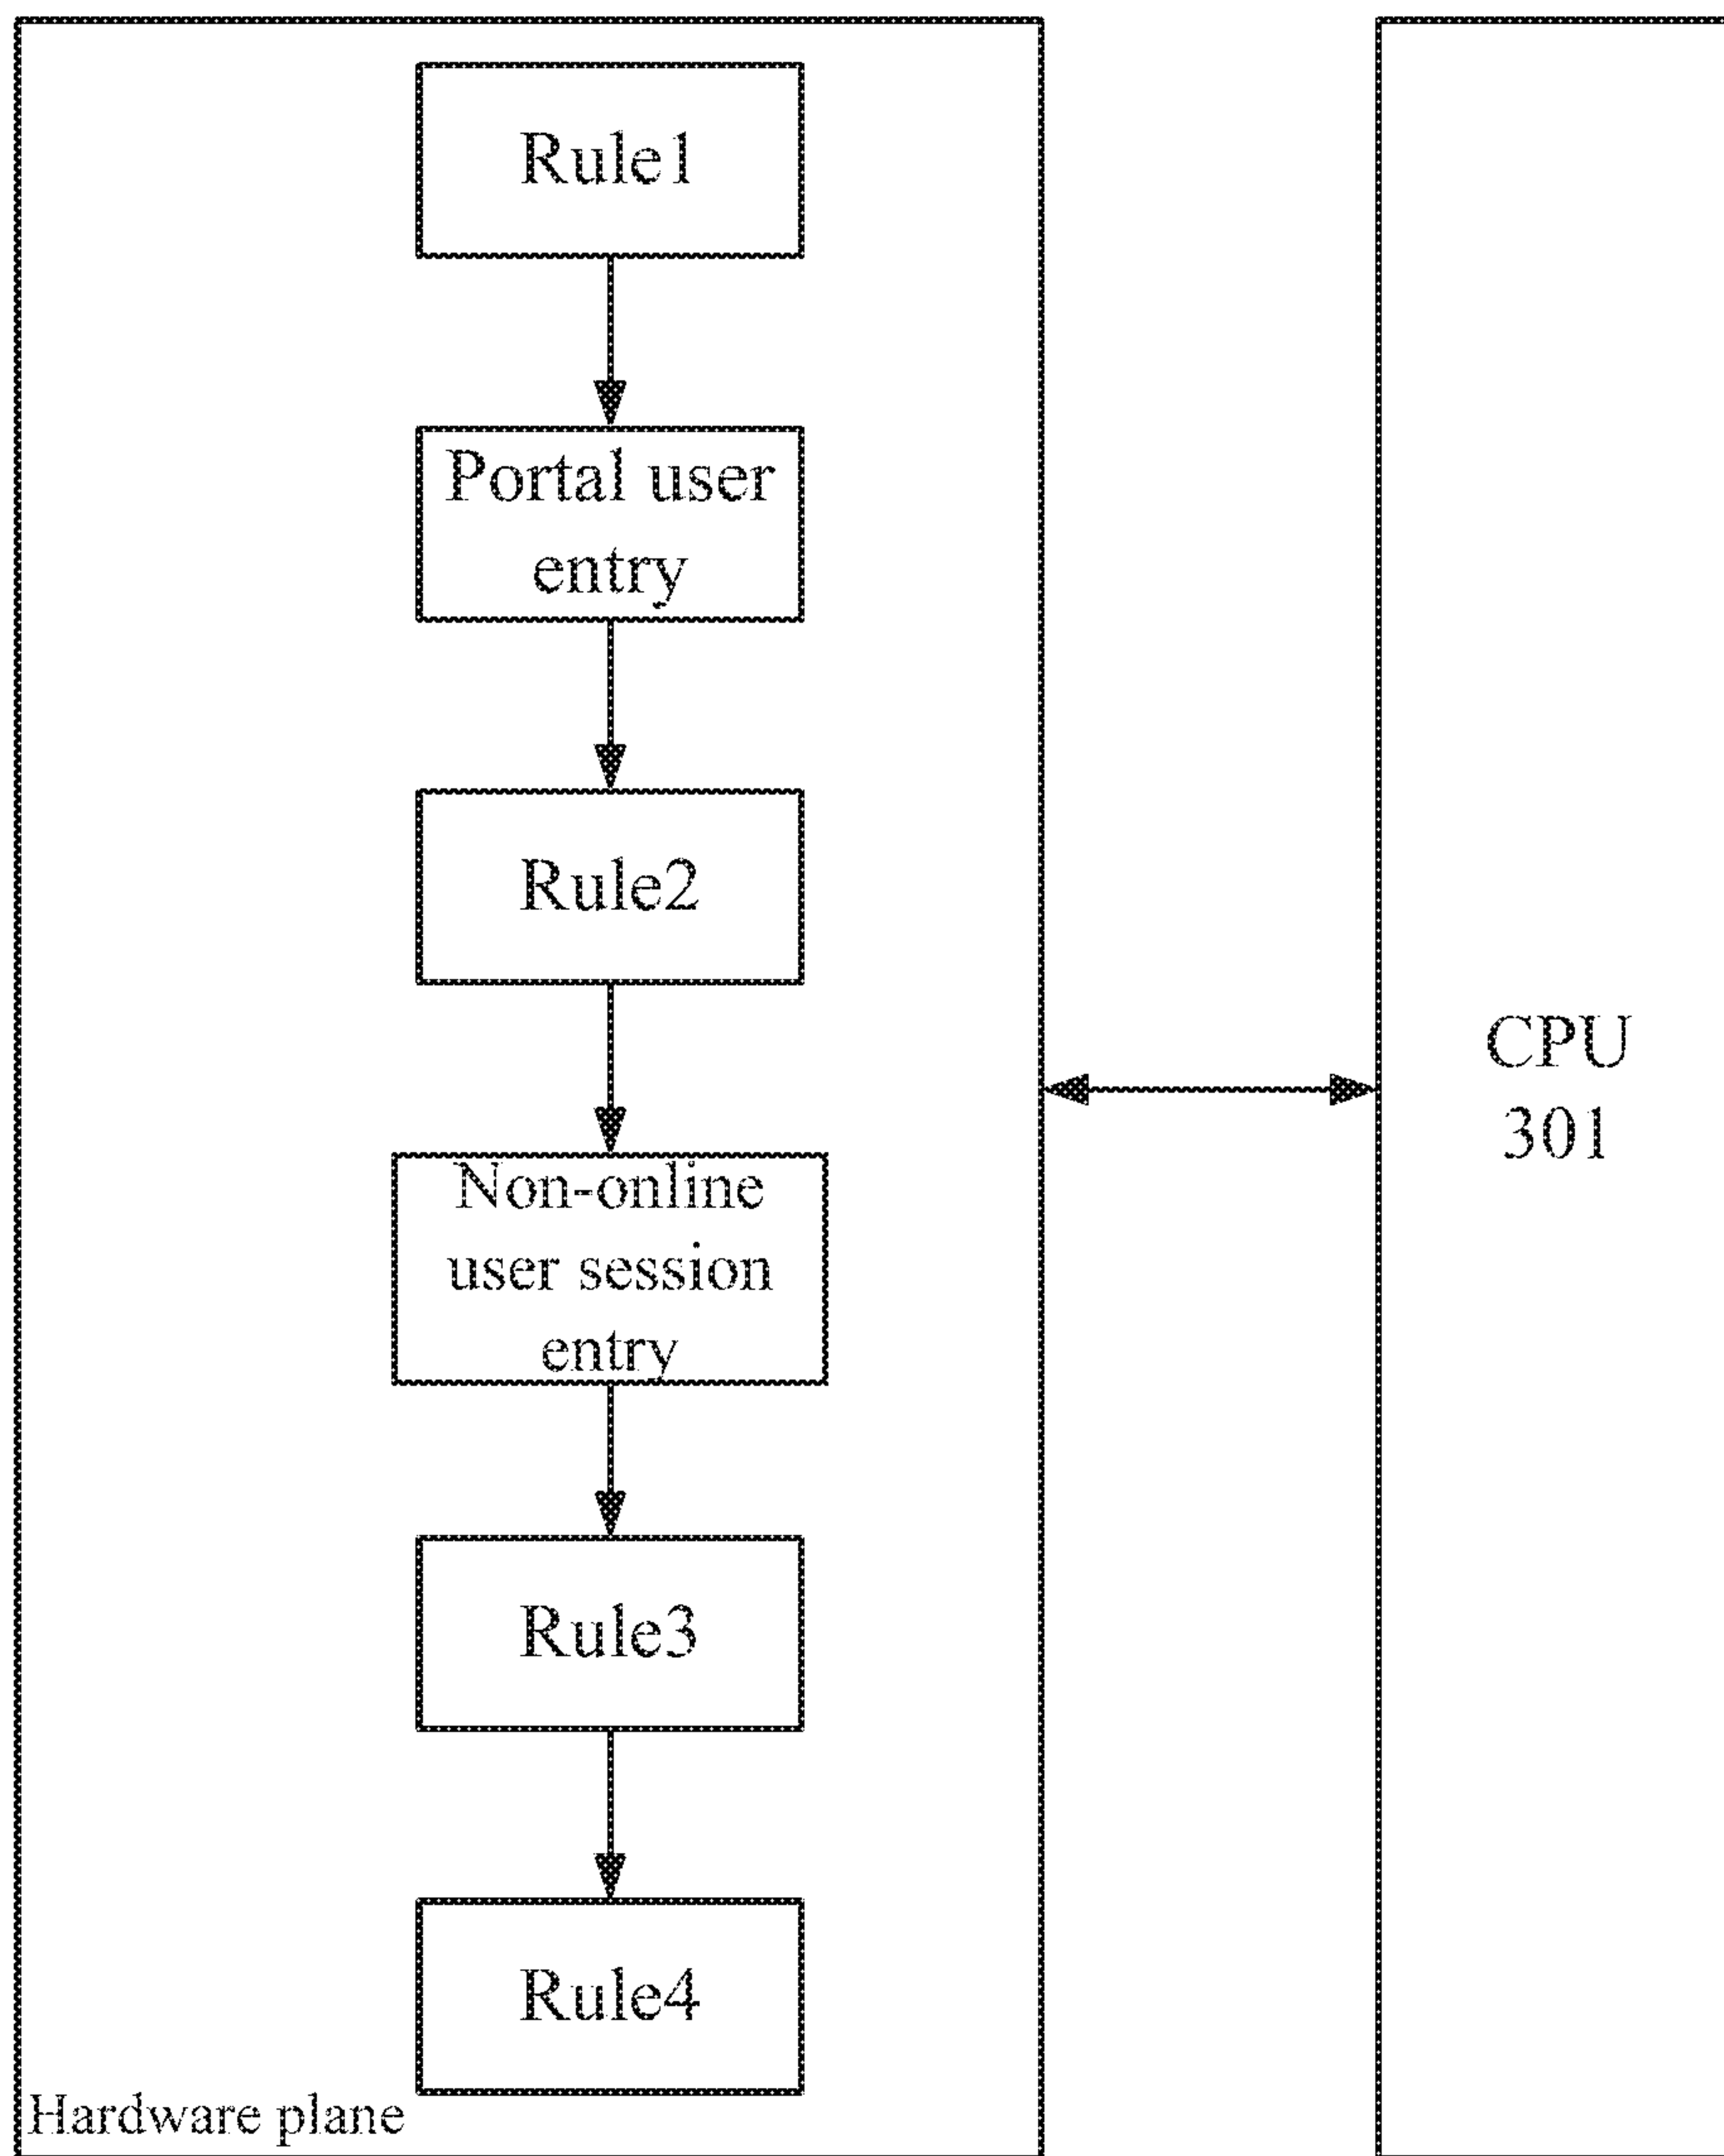 Rule1
Portal user
entry
Rule2
Non-online
user session
entry
Rule3
Rule4
Hardware plane
CPU
301